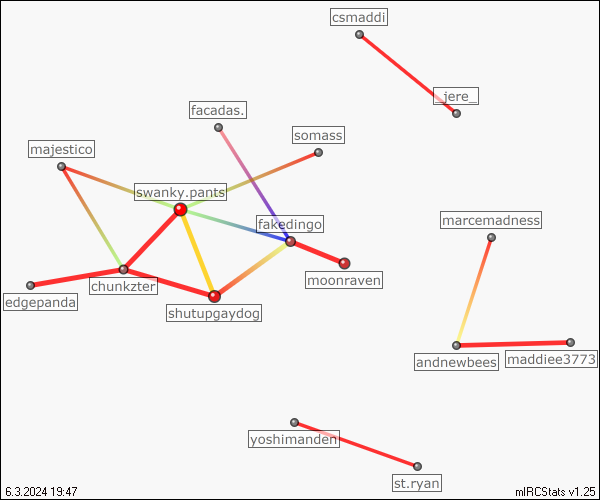 csmaddi
_jere_
facadas.
somass
majestico
swanky.pants
marcemadness
fakedingo
moonraven
chunkzter
edgepanda
shutupgaydog
andnewbees
maddiee3773
yoshimanden
st.ryan
6.3.2024 19:47
mIRCStats v1.25